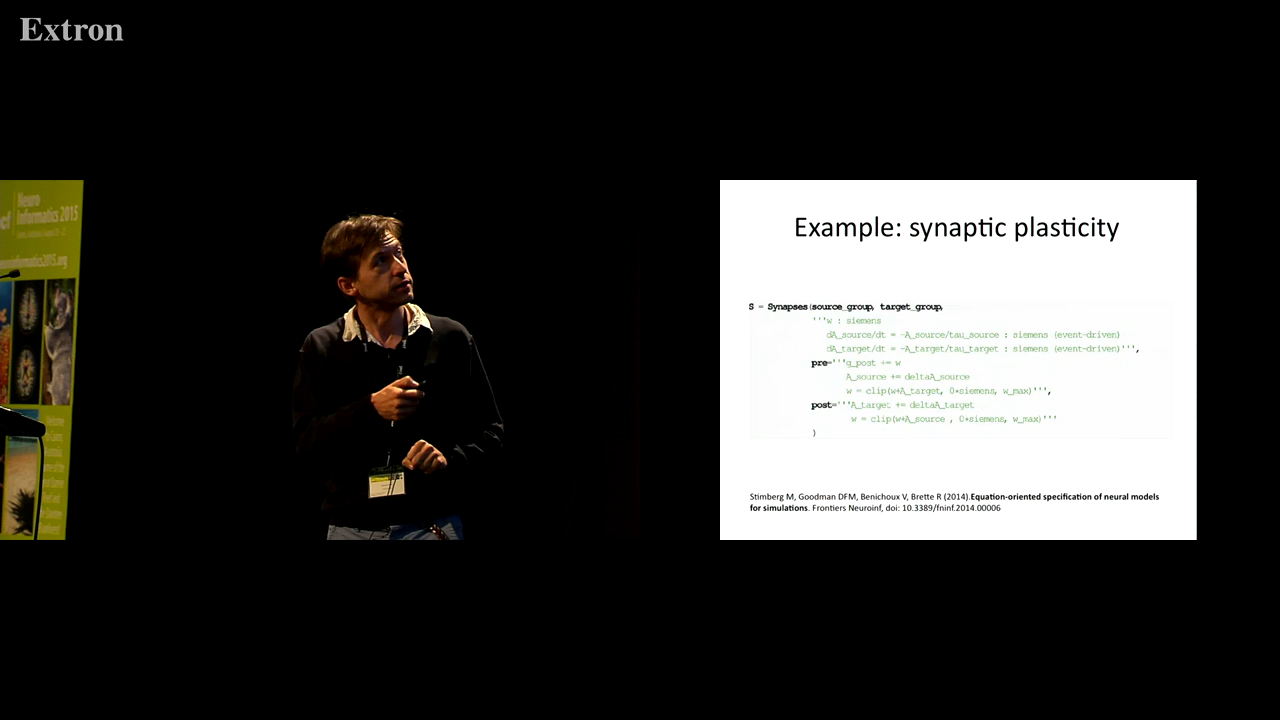 Extron
Neuro
Informatics 2015
Example: synaptic plasticity
S = Synapses(source_group, target_group,
'''w : siemens
dA_source/dt = -A_source/tau_source : siemens (event-driven)
dA_target/dt = -A_target/tau_target : siemens (event-driven)''',
pre='''g_post += w
A_source += deltaA_source
w = clip(w+A_target, 0*siemens, w_max)''',
post='''A_target += deltaA_target
w = clip(w+A_source , 0*siemens, w_max)'''
)
Stimberg M, Goodman DFM, Benichoux V, Brette R (2014).Equation-oriented specification of neural models
for simulations. Frontiers Neuroinf, doi: 10.3389/fninf.2014.00006